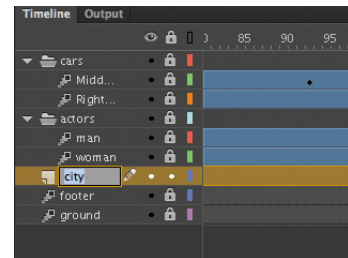 Timeline Output
85 90 95
cars
Midd...
Right...
actors
man
woman
city
footer
ground